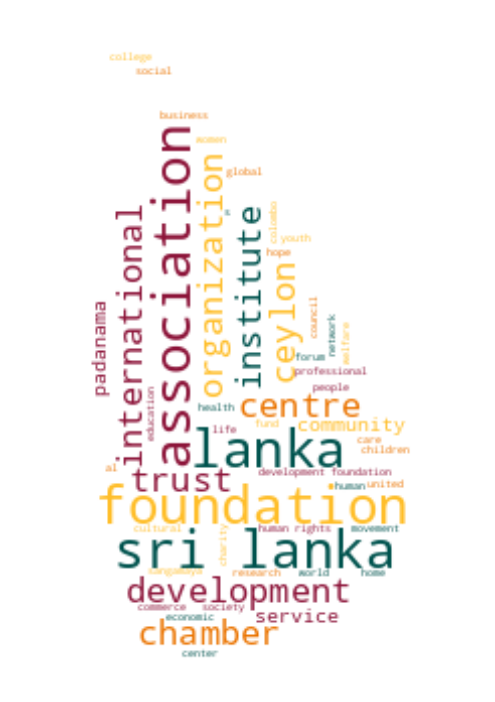 college
social
business
association
women
organization
global
international
institute
colombo
youth
hope
ceylon
padanama
council
network
welfare
forum
professional
people
education
health
centre
life
fund
community
lanka
care
children
al
trust
development foundation
human
united
foundation
cultural
charity
human rights
movement
sri lanka
sangamaya
research
world
home
development
commerce
society
economic
service
chamber
center